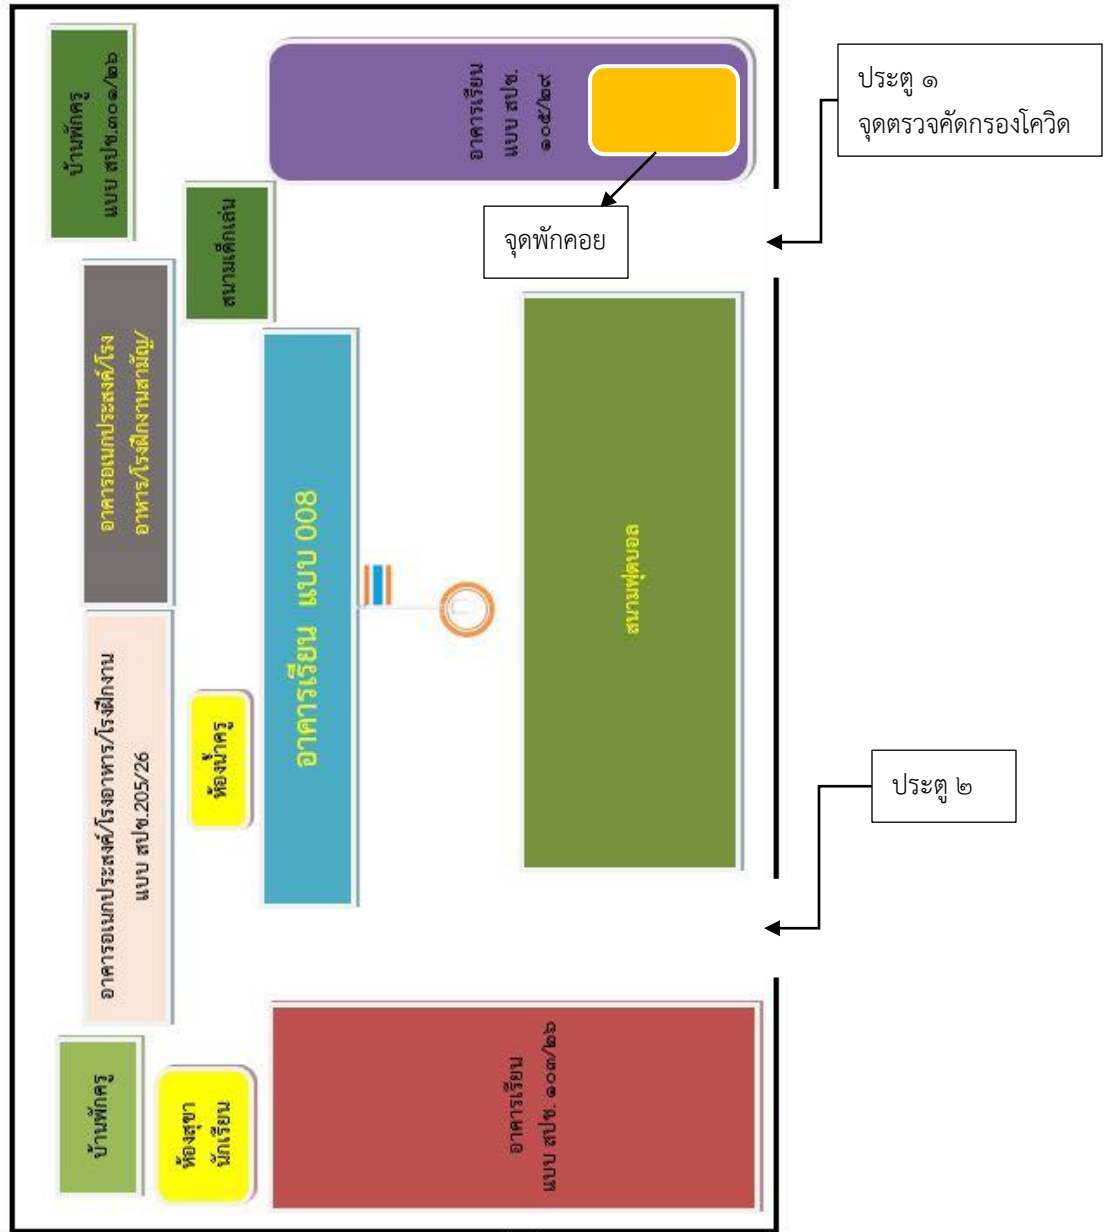 บ้านพักครู
แบบ สปช.๓๐๑/๒๖
อาคารเรียน
แบบ สปช.
๑๐๕/๒๙
ประตู ๑
จุดตรวจคัดกรองโควิด
จุดพักคอย
สนามเด็กเล่น
อาคารอเนกประสงค์/โรง
อาหาร/โรงฝึกงานสามัญ/
อาคารเรียน แบบ 008
สนามฟุตบอล
อาคารอเนกประสงค์/โรงอาหาร/โรงฝึกงาน
แบบ สปช.205/26
ห้องน้ำครู
ประตู ๒
บ้านพักครู
ห้องสุขา
นักเรียน
อาคารเรียน
แบบ สปช. ๑๐๓/๒๖